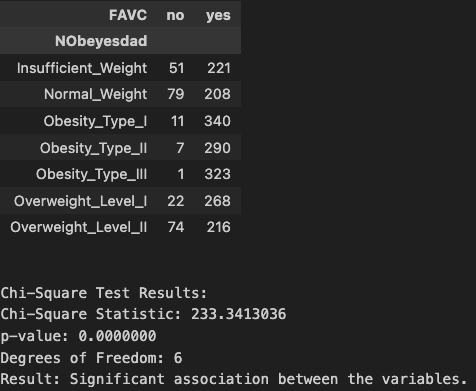 FAVC no yes
NObeyesdad
Insufficient_Weight 51 221
Normal_Weight 79 208
Obesity_Type_I 11 340
Obesity_Type_II 7 290
Obesity_Type_III 1 323
Overweight_Level_I 22 268
Overweight_Level_II 74 216
Chi-Square Test Results:
Chi-Square Statistic: 233.3413036
p-value: 0.0000000
Degrees of Freedom: 6
Result: Significant association between the variables.